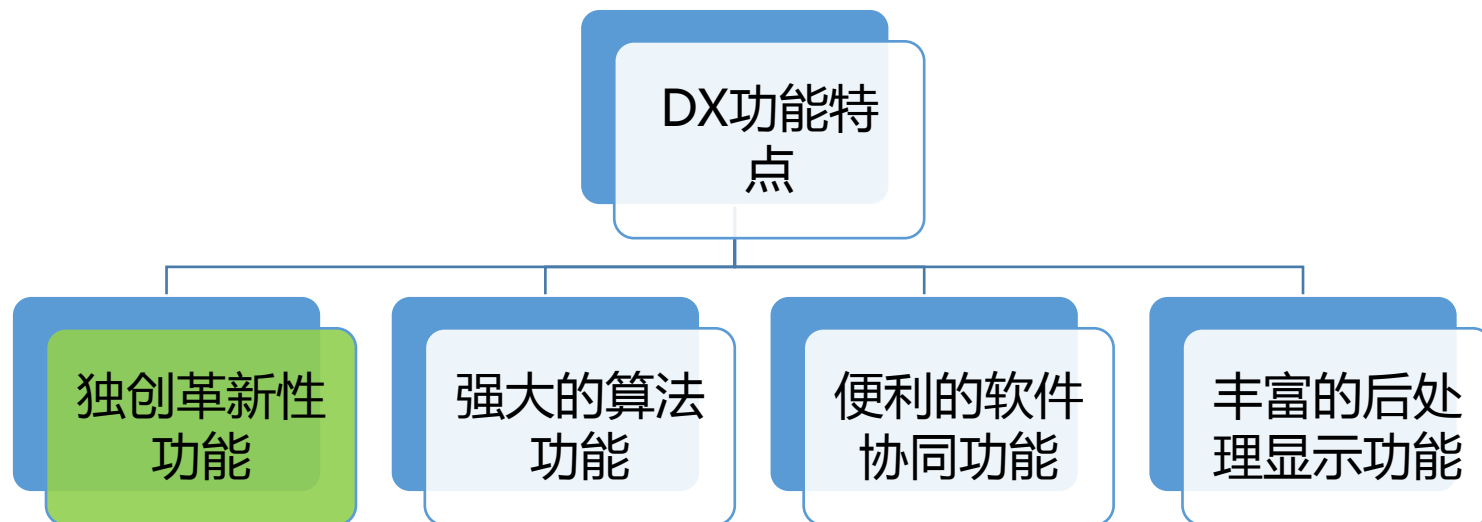 DX功能特
点
独创革新性
功能
强大的算法
功能
便利的软件
协同功能
丰富的后处
理显示功能